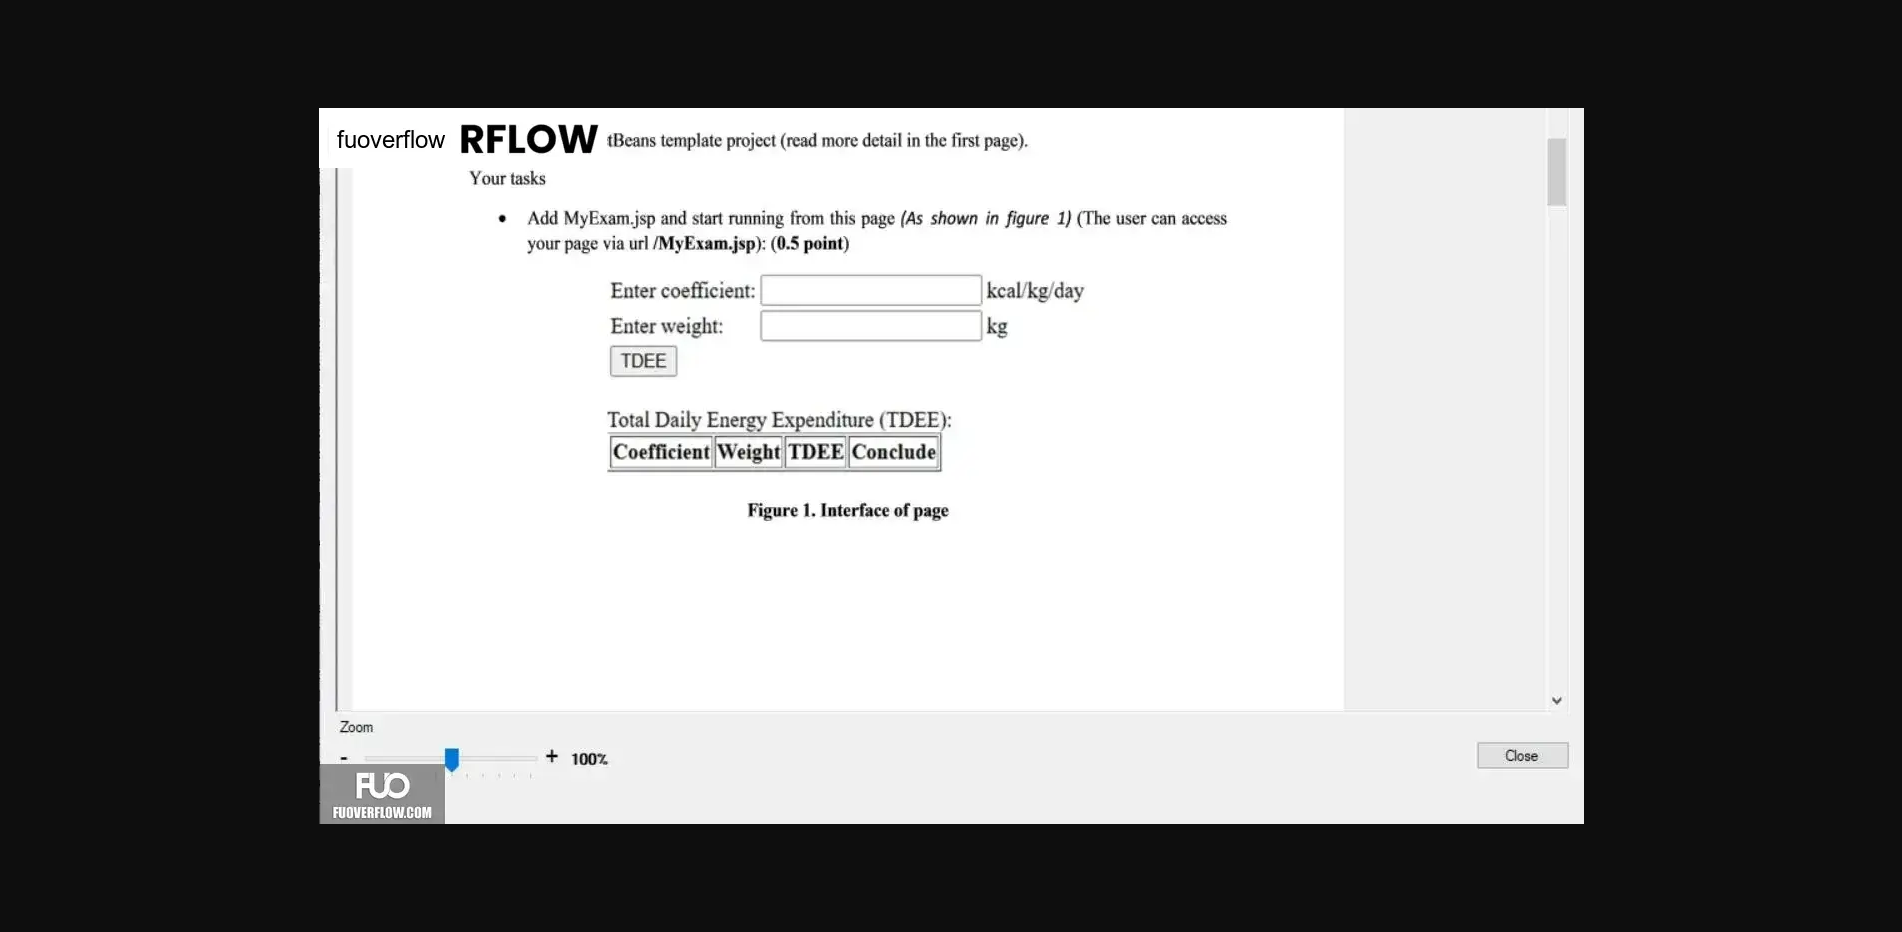 fuoverflow RFLOW tBeans template project (read more detail in the first page).
Your tasks
• Add MyExam.jsp and start running from this page (As shown in figure 1) (The user can access
your page via url /MyExam.jsp): (0.5 point)
Enter coefficient: kcal/kg/day
Enter weight: kg
TDEE
Total Daily Energy Expenditure (TDEE):
Coefficient Weight TDEE Conclude
Figure 1. Interface of page
Zoom
- + 100%
Close
FUO
FUOVERFLOW.COM